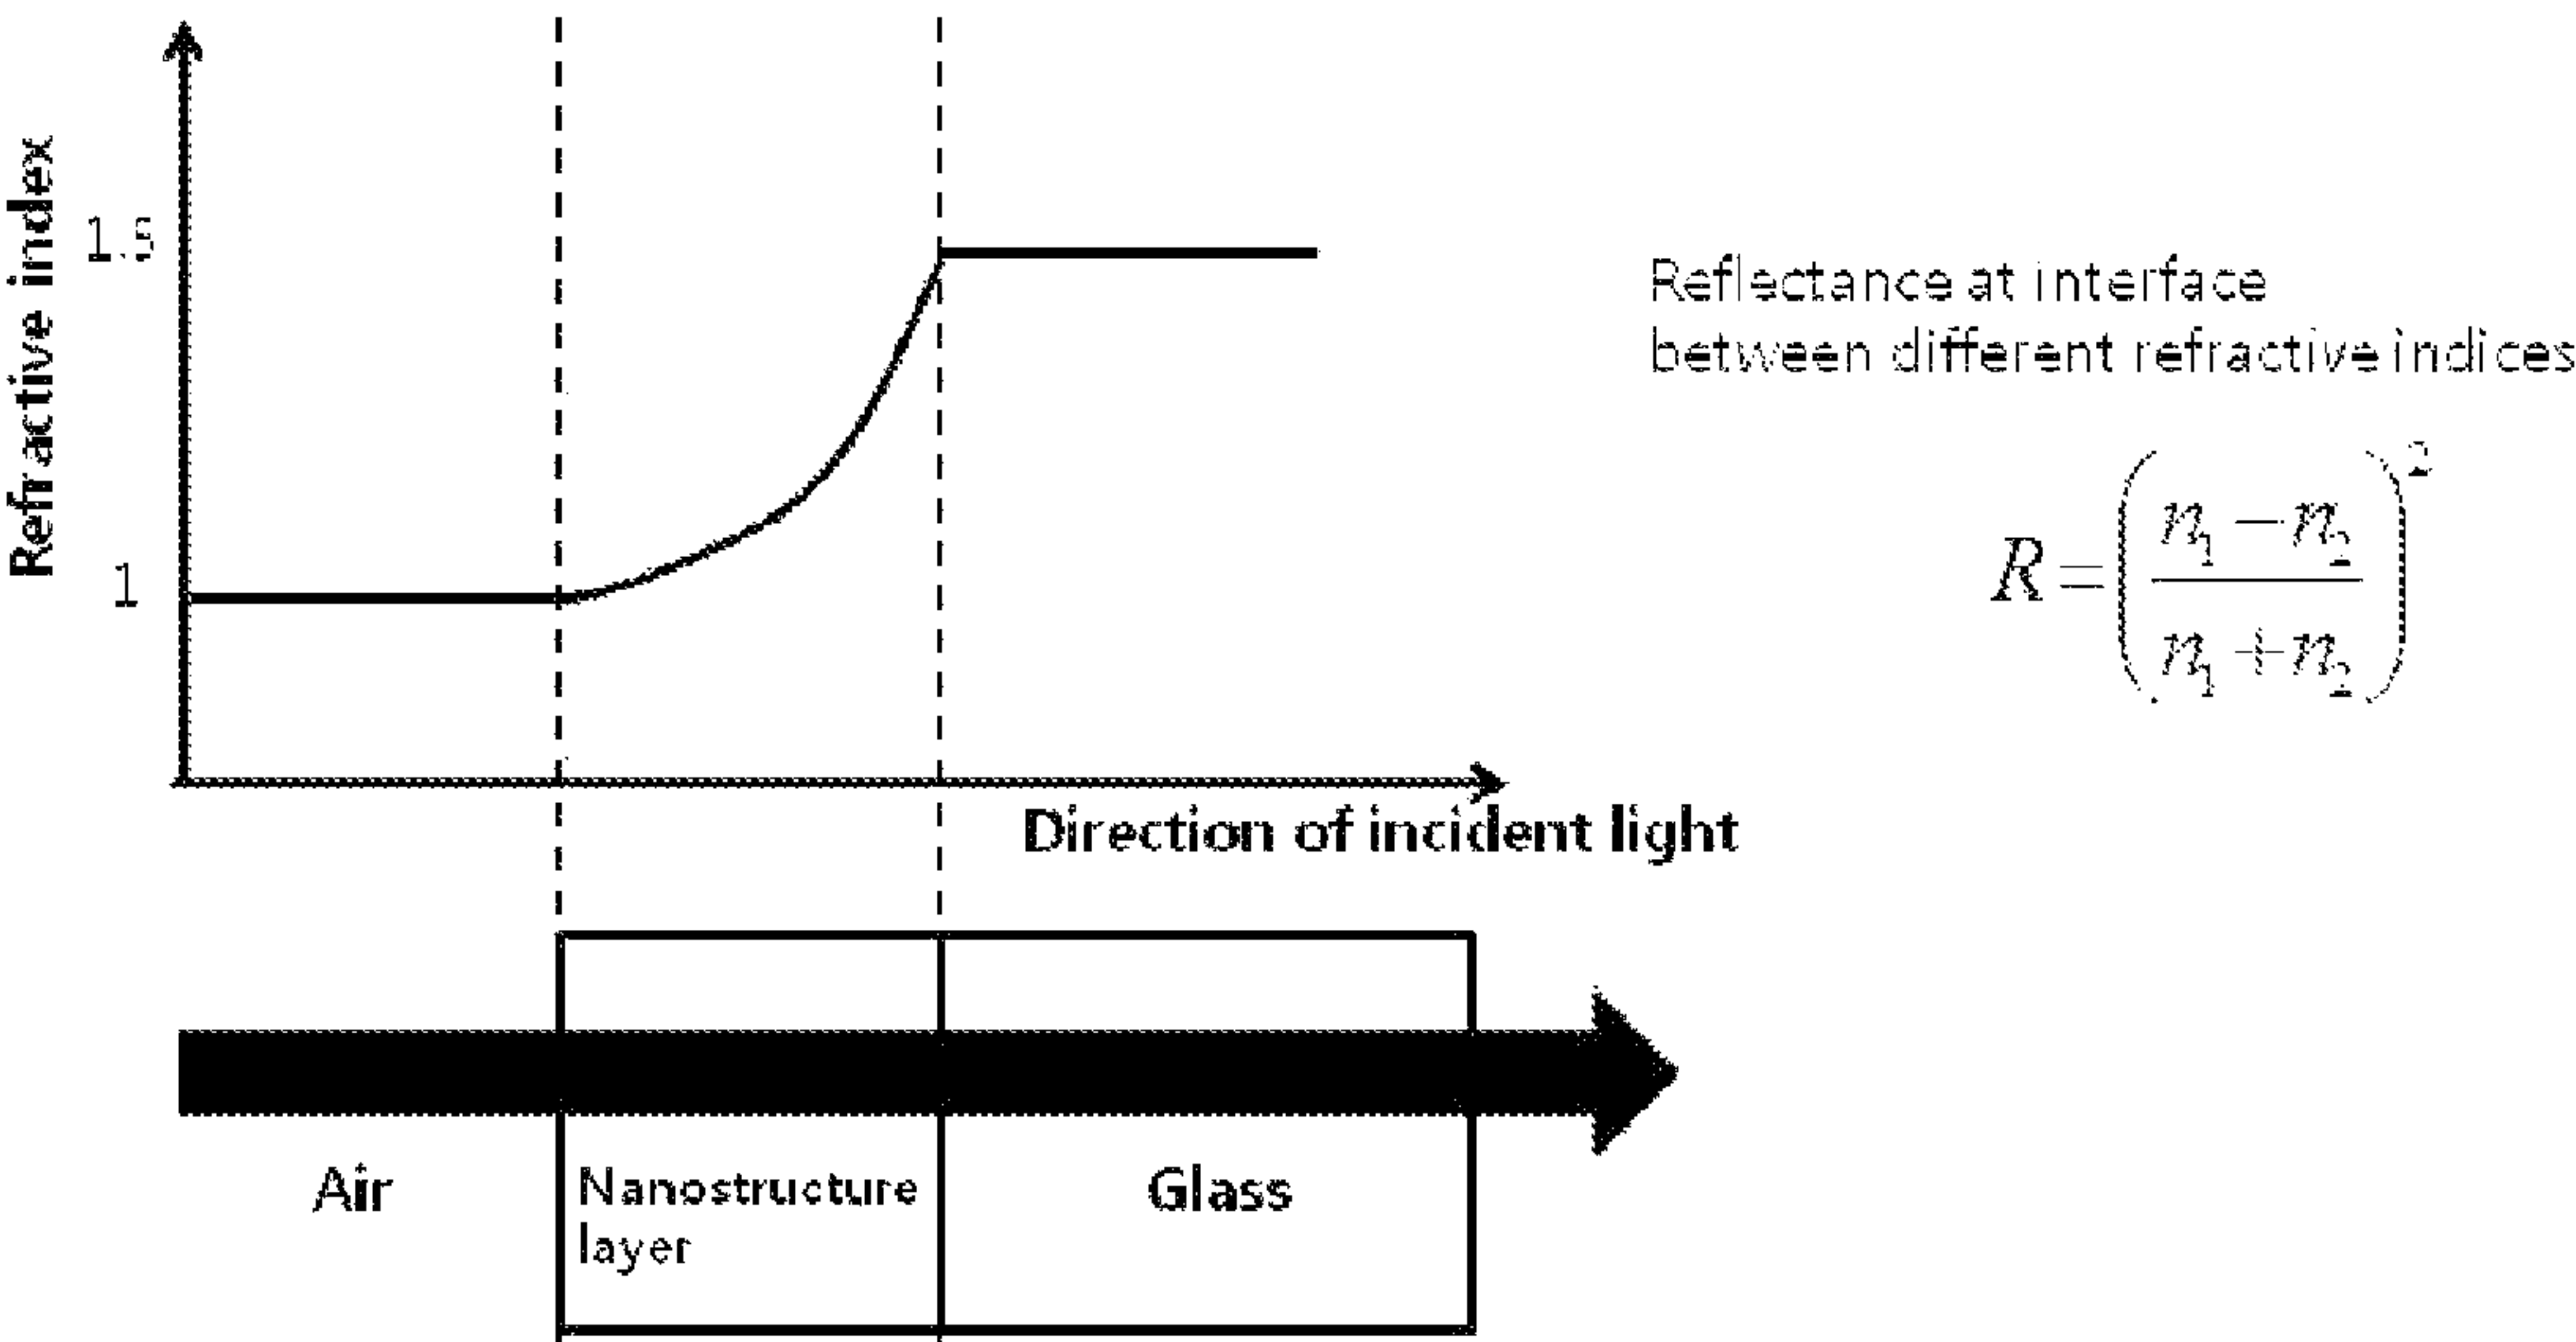 Refractive index
1.5
1
Reflectance at interface
between different refractive indices
R = ( n₁ − n₂ / n₁ + n₂ )²
Direction of incident light
Air
Nanostructure
layer
Glass